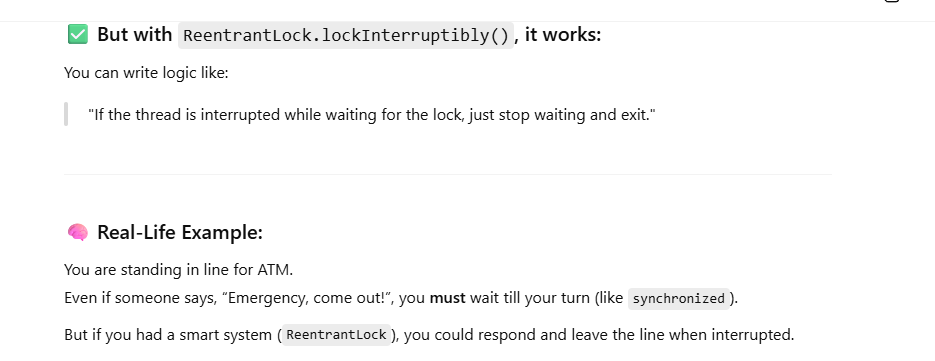 ✅ But with ReentrantLock.lockInterruptibly(), it works:
You can write logic like:
"If the thread is interrupted while waiting for the lock, just stop waiting and exit."
🧠 Real-Life Example:
You are standing in line for ATM.
Even if someone says, “Emergency, come out!”, you must wait till your turn (like synchronized).
But if you had a smart system (ReentrantLock), you could respond and leave the line when interrupted.